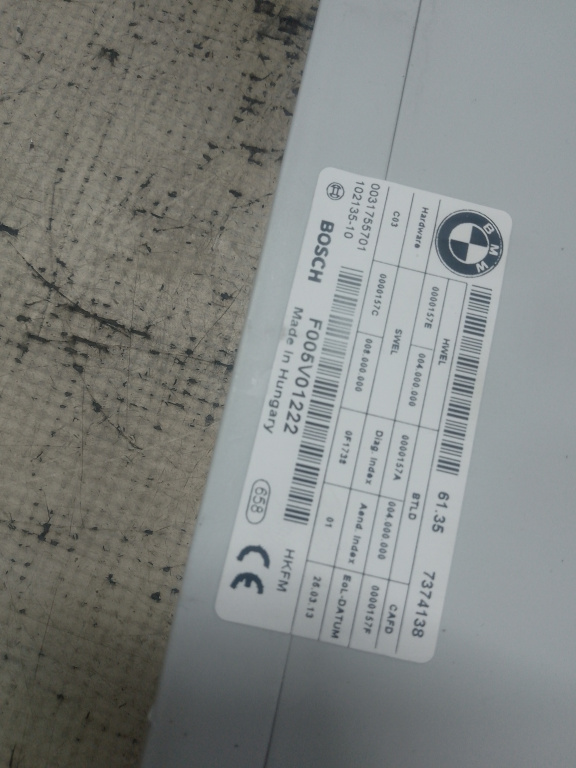 BMW
61.35 7374138
Hardware HWEL BTLD CAFD
0000157E 004.000.000 0000157A 004.000.000 0000157F
C03 SWEL Diag. Index Aend. Index EoL-DATUM
0000157C 008.000.000 0F1738 01 28.03.13
0031755701
102135-10
BOSCH F005V01222 HKFM
Made in Hungary 658 CE